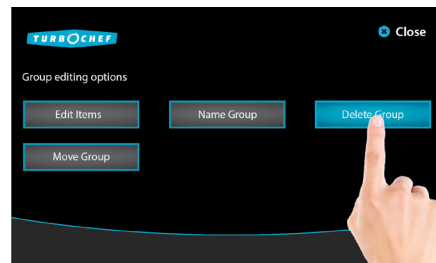 TURBOCHEF
Close
Group editing options
Edit Items
Name Group
Delete Group
Move Group